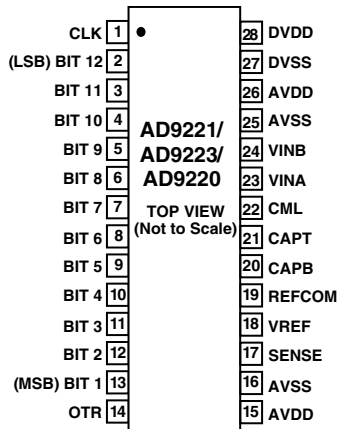 CLK 1 28 DVDD
(LSB) BIT 12 2 27 DVSS
BIT 11 3 26 AVDD
BIT 10 4 25 AVSS
BIT 9 5 24 VINB
BIT 8 6 23 VINA
BIT 7 7 22 CML
BIT 6 8 21 CAPT
BIT 5 9 20 CAPB
BIT 4 10 19 REFCOM
BIT 3 11 18 VREF
BIT 2 12 17 SENSE
(MSB) BIT 1 13 16 AVSS
OTR 14 15 AVDD
AD9221/
AD9223/
AD9220
TOP VIEW
(Not to Scale)